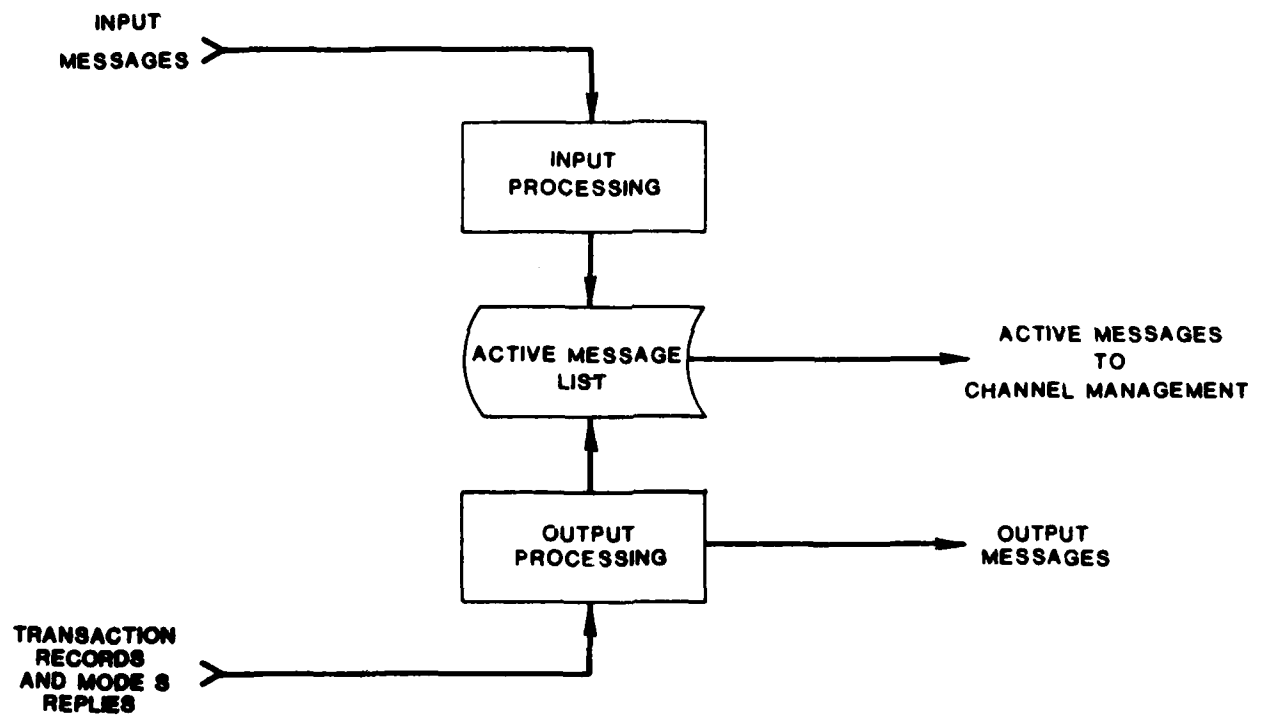 INPUT
MESSAGES
INPUT
PROCESSING
ACTIVE MESSAGE
LIST
ACTIVE MESSAGES
TO
CHANNEL MANAGEMENT
OUTPUT
PROCESSING
OUTPUT
MESSAGES
TRANSACTION
RECORDS
AND MODE S
REPLIES